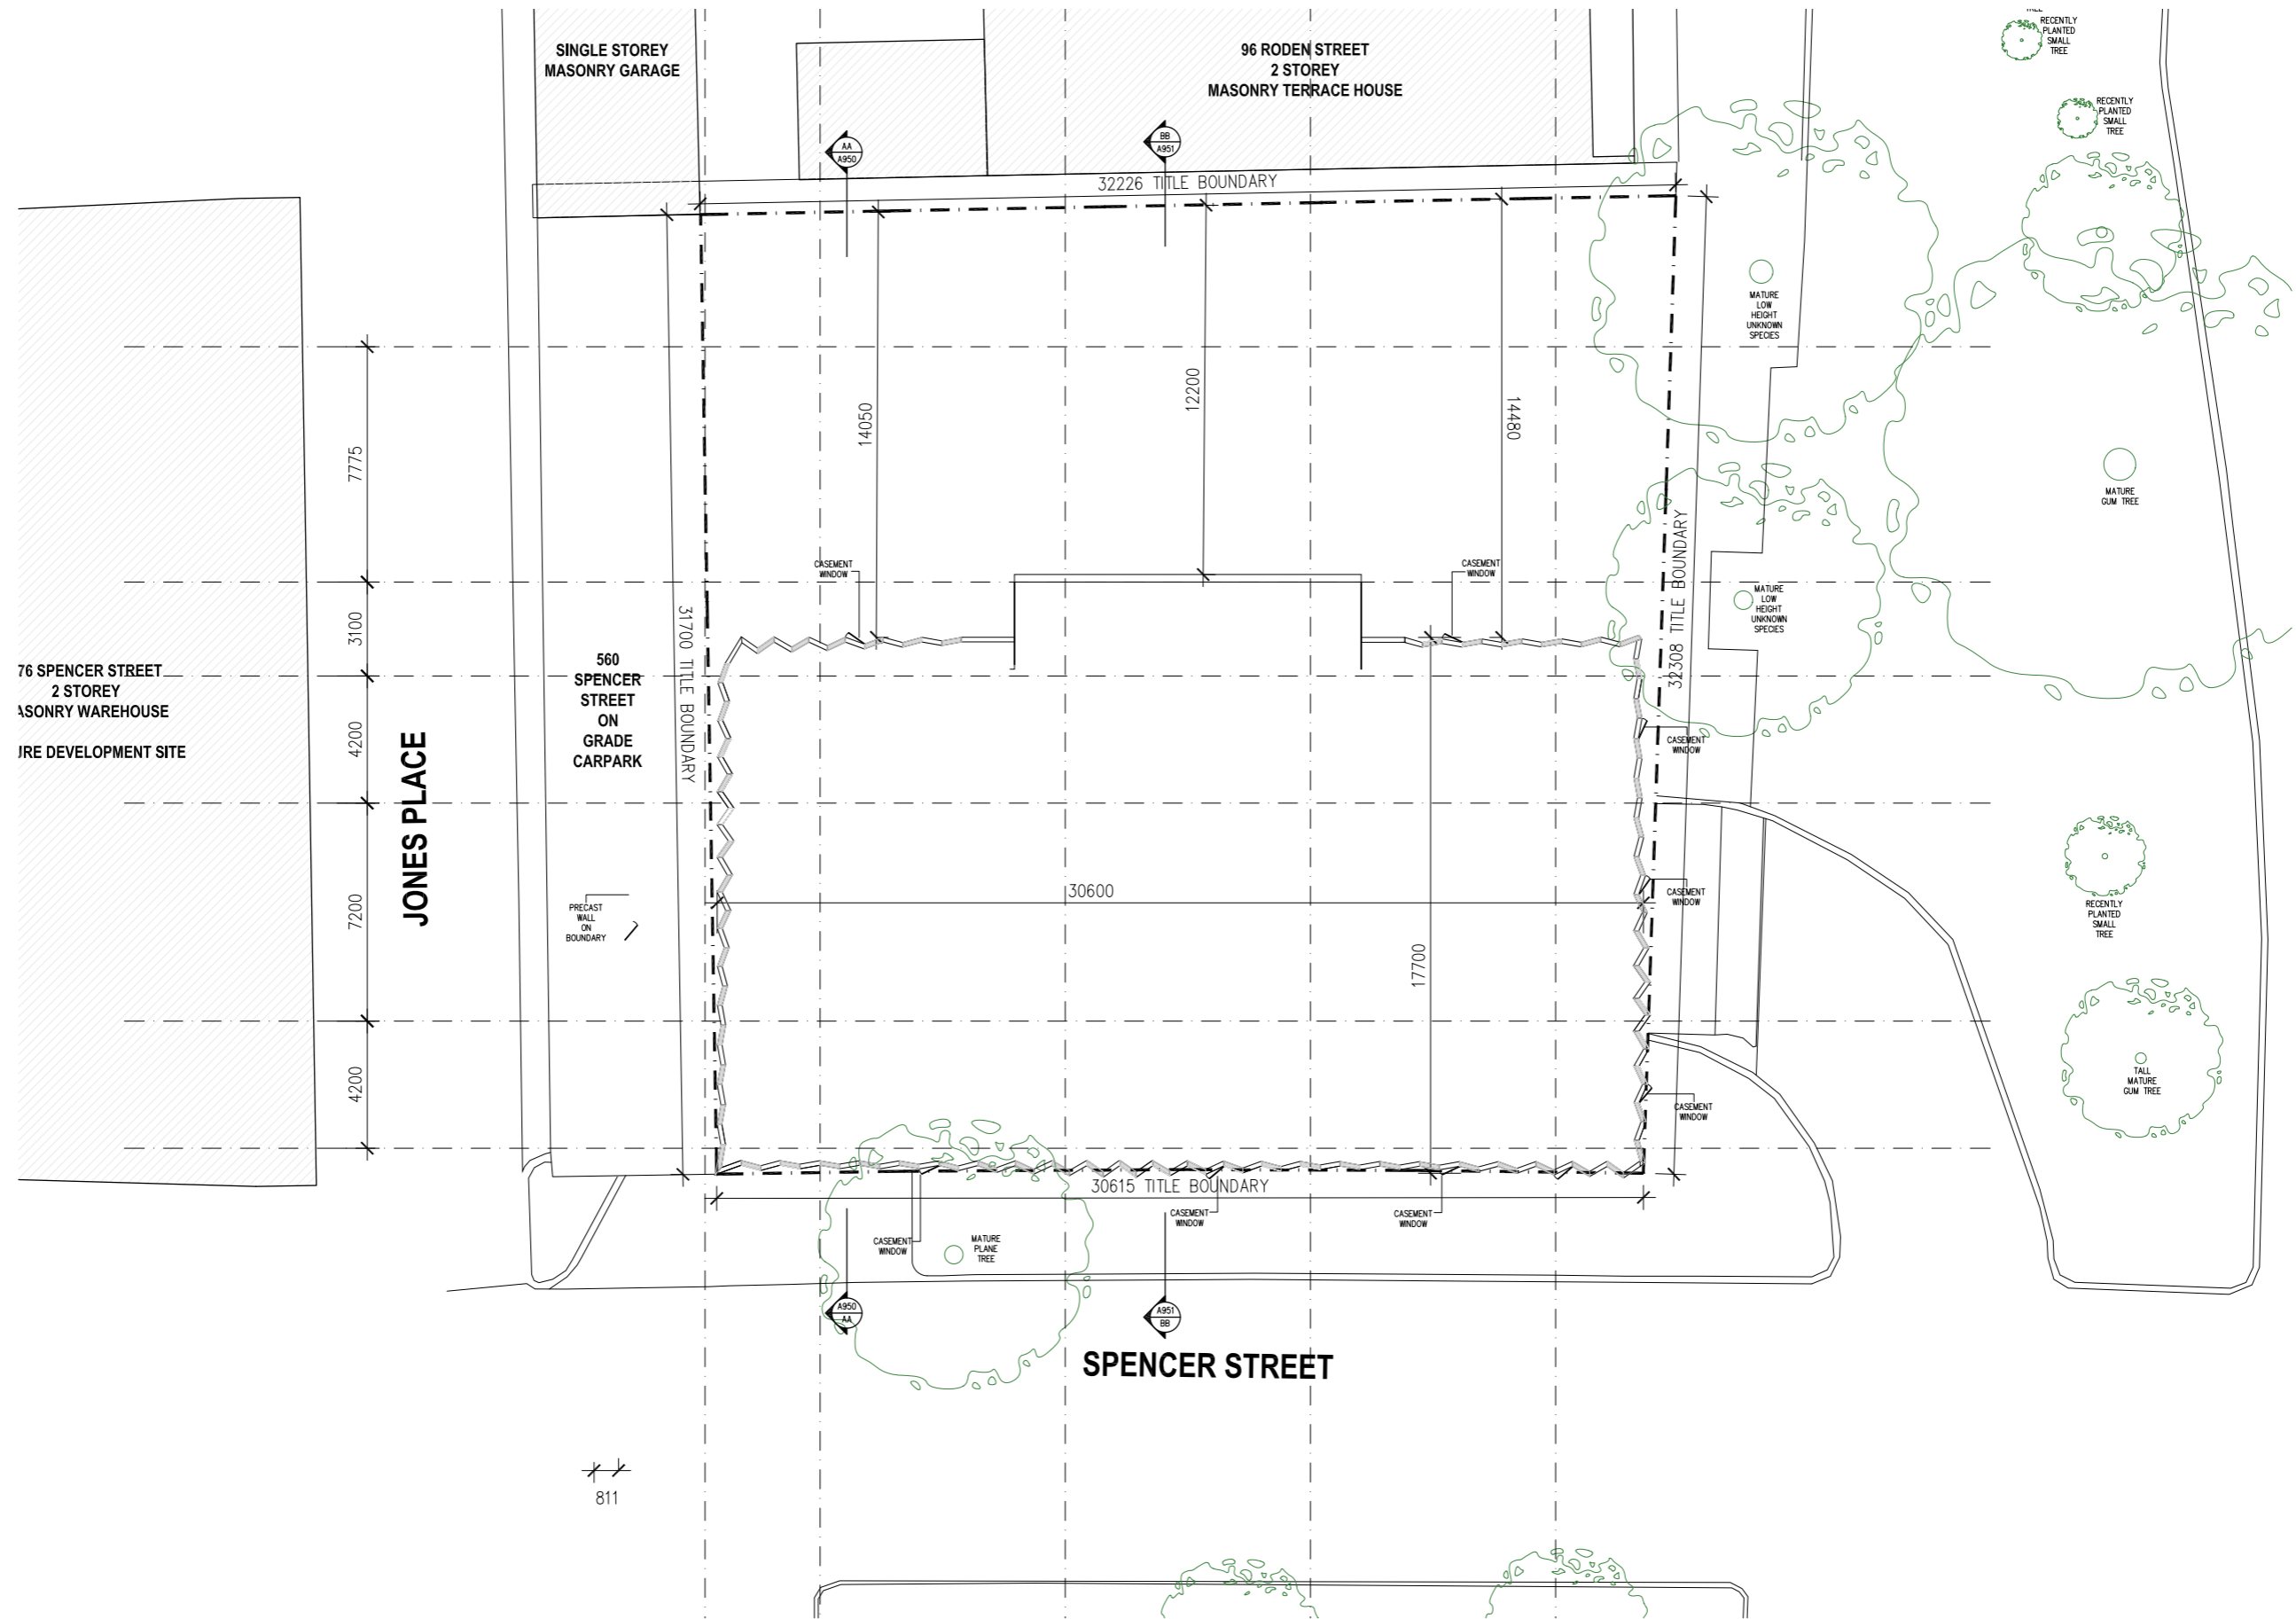 SINGLE STOREY
MASONRY GARAGE
96 RODEN STREET
2 STOREY
MASONRY TERRACE HOUSE
RECENTLY
PLANTED
SMALL
TREE
RECENTLY
PLANTED
SMALL
TREE
AA
A950
BB
A951
32226 TITLE BOUNDARY
MATURE
LOW
HEIGHT
UNKNOWN
SPECIES
14050
12200
14480
7775
MATURE
GUM TREE
CASEMENT
WINDOW
CASEMENT
WINDOW
3100
31700 TITLE BOUNDARY
32308 TITLE BOUNDARY
MATURE
LOW
HEIGHT
UNKNOWN
SPECIES
76 SPENCER STREET
2 STOREY
ASONRY WAREHOUSE
URE DEVELOPMENT SITE
560
SPENCER
STREET
ON
GRADE
CARPARK
4200
JONES PLACE
CASEMENT
WINDOW
30600
CASEMENT
WINDOW
7200
PRECAST
WALL
ON
BOUNDARY
RECENTLY
PLANTED
SMALL
TREE
17700
4200
TALL
MATURE
GUM TREE
CASEMENT
WINDOW
30615 TITLE BOUNDARY
CASEMENT
WINDOW
CASEMENT
WINDOW
CASEMENT
WINDOW
MATURE
PLANE
TREE
A950
AA
A951
BB
SPENCER STREET
811